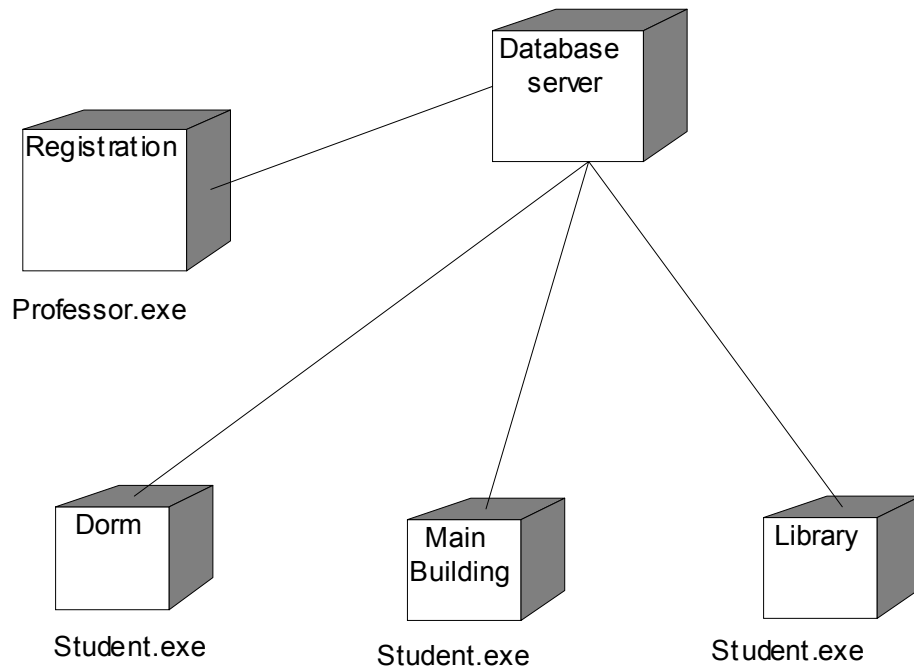 Database
server
Registration
Professor.exe
Dorm
Main
Building
Library
Student.exe
Student.exe
Student.exe